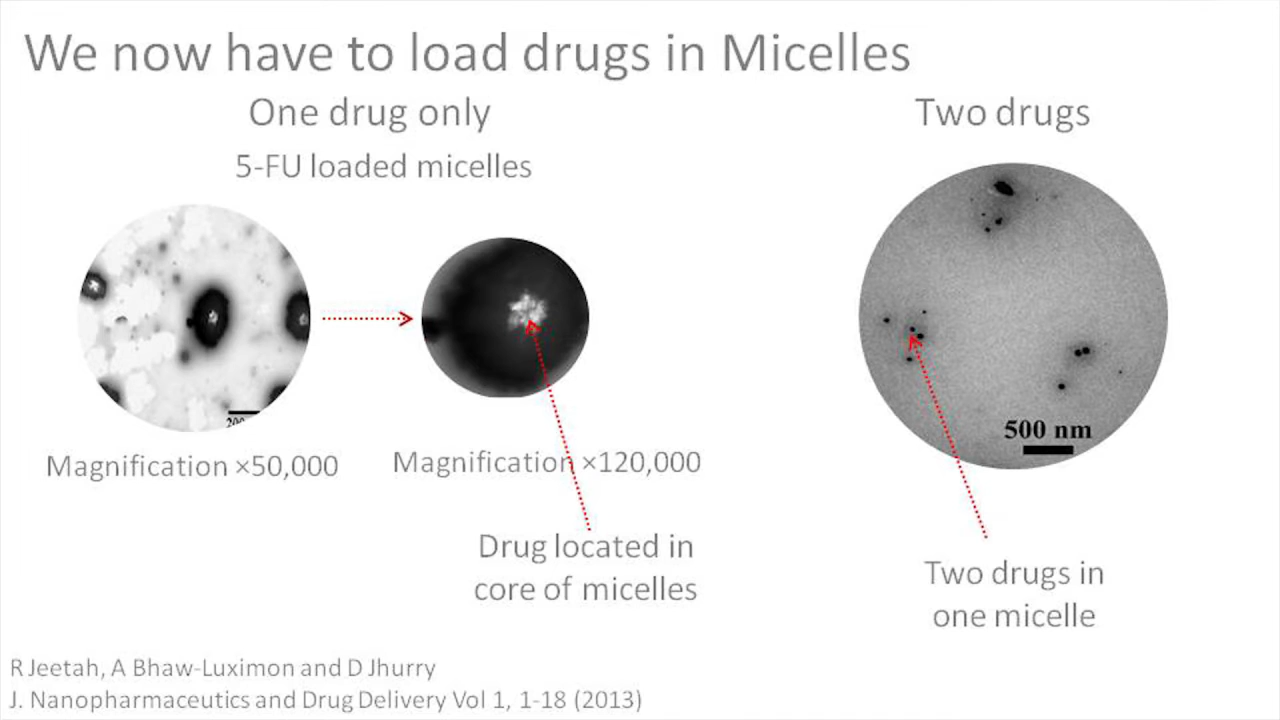 We now have to load drugs in Micelles
One drug only
5-FU loaded micelles
Two drugs
500 nm
Magnification ×50,000
Magnification ×120,000
Drug located in
core of micelles
Two drugs in
one micelle
R Jeetah, A Bhaw-Luximon and D Jhurry
J. Nanopharmaceutics and Drug Delivery Vol 1, 1-18 (2013)